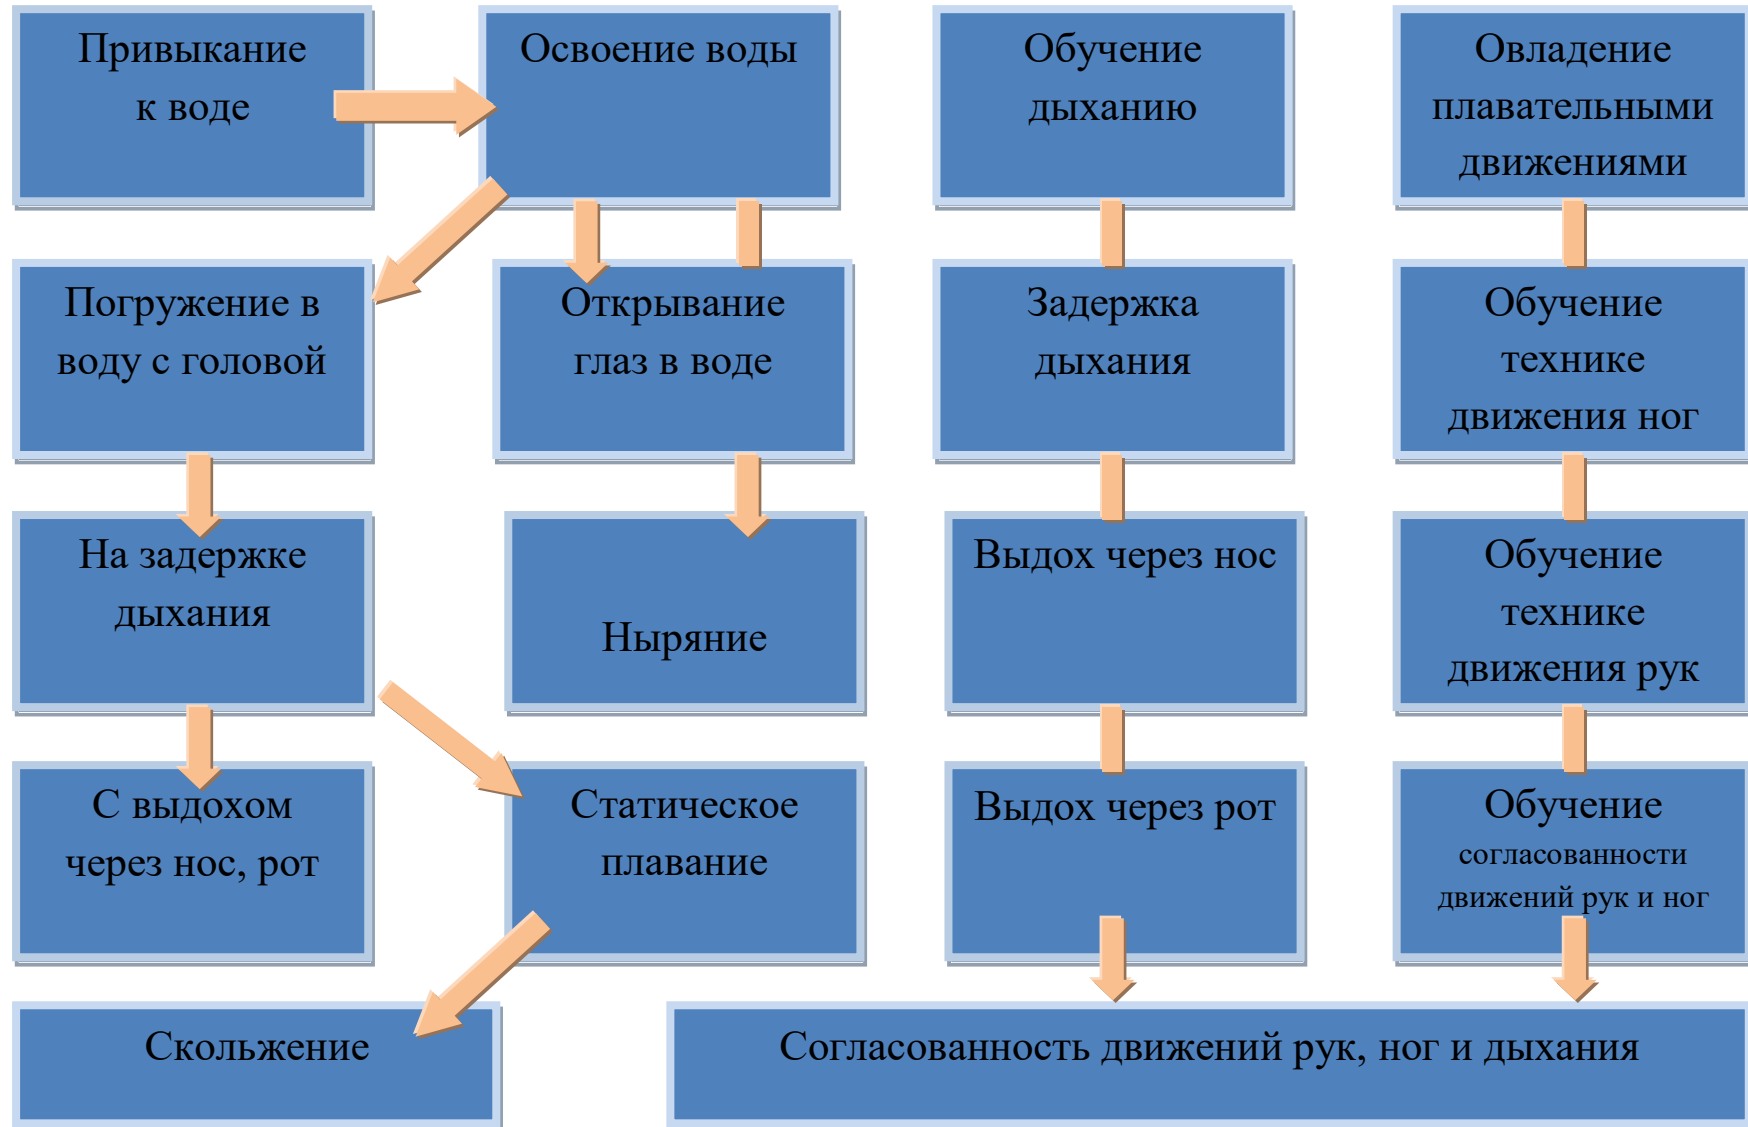 Привыкание
к воде
Освоение воды
Обучение
дыханию
Овладение
плавательными
движениями
Погружение в
воду с головой
Открывание
глаз в воде
Задержка
дыхания
Обучение
технике
движения ног
На задержке
дыхания
Ныряние
Выдох через нос
Обучение
технике
движения рук
С выдохом
через нос, рот
Статическое
плавание
Выдох через рот
Обучение
согласованности
движений рук и ног
Скольжение
Согласованность движений рук, ног и дыхания